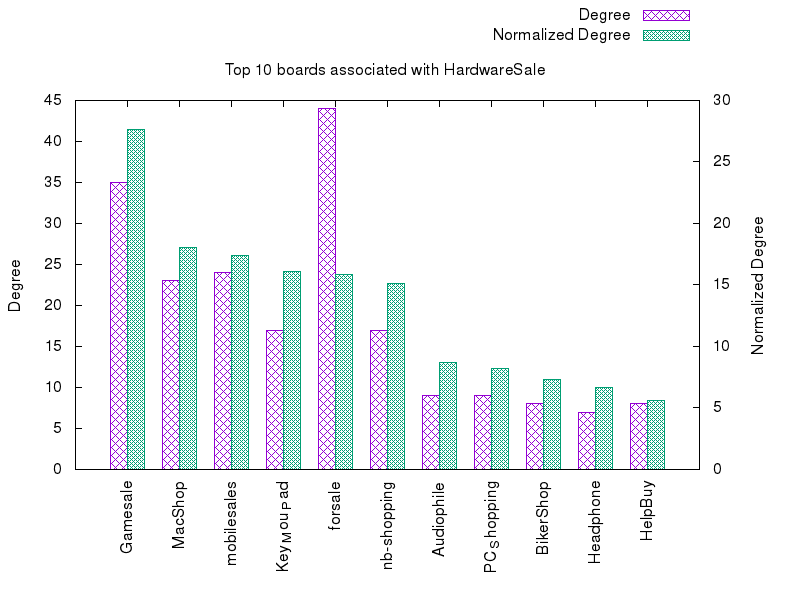 Degree
Normalized Degree
Top 10 boards associated with HardwareSale
45
40
35
30
25
20
15
10
5
0
30
25
20
15
10
5
0
Degree
Normalized Degree
Gamesale
MacShop
mobilesales
KeyMouPad
forsale
nb-shopping
Audiophile
PCShopping
BikerShop
Headphone
HelpBuy